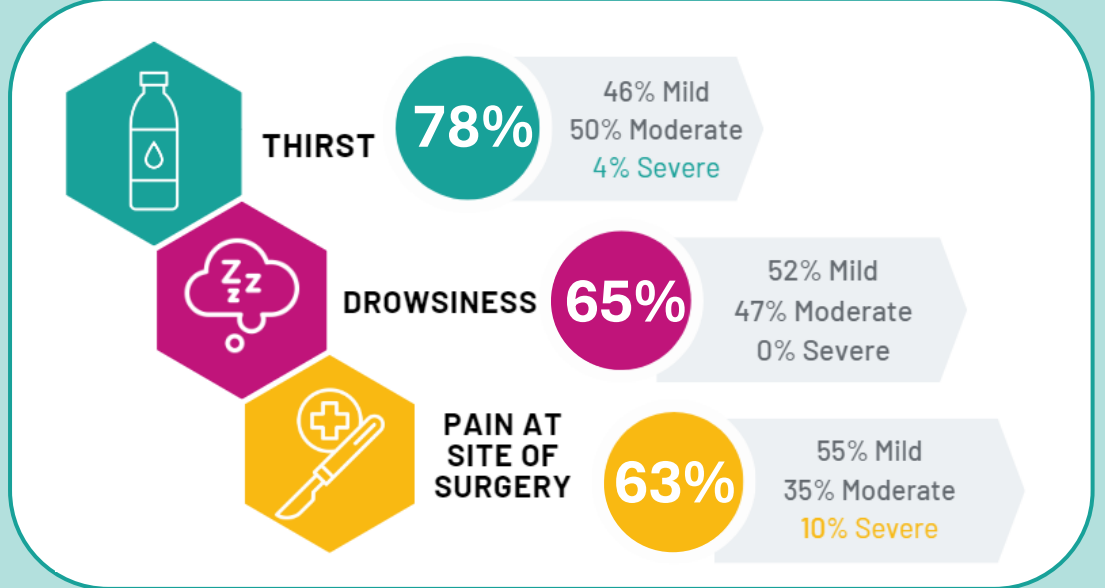 THIRST
78%
46% Mild
50% Moderate
4% Severe
Zzz
DROWSINESS
65%
52% Mild
47% Moderate
0% Severe
PAIN AT
SITE OF
SURGERY
63%
55% Mild
35% Moderate
10% Severe